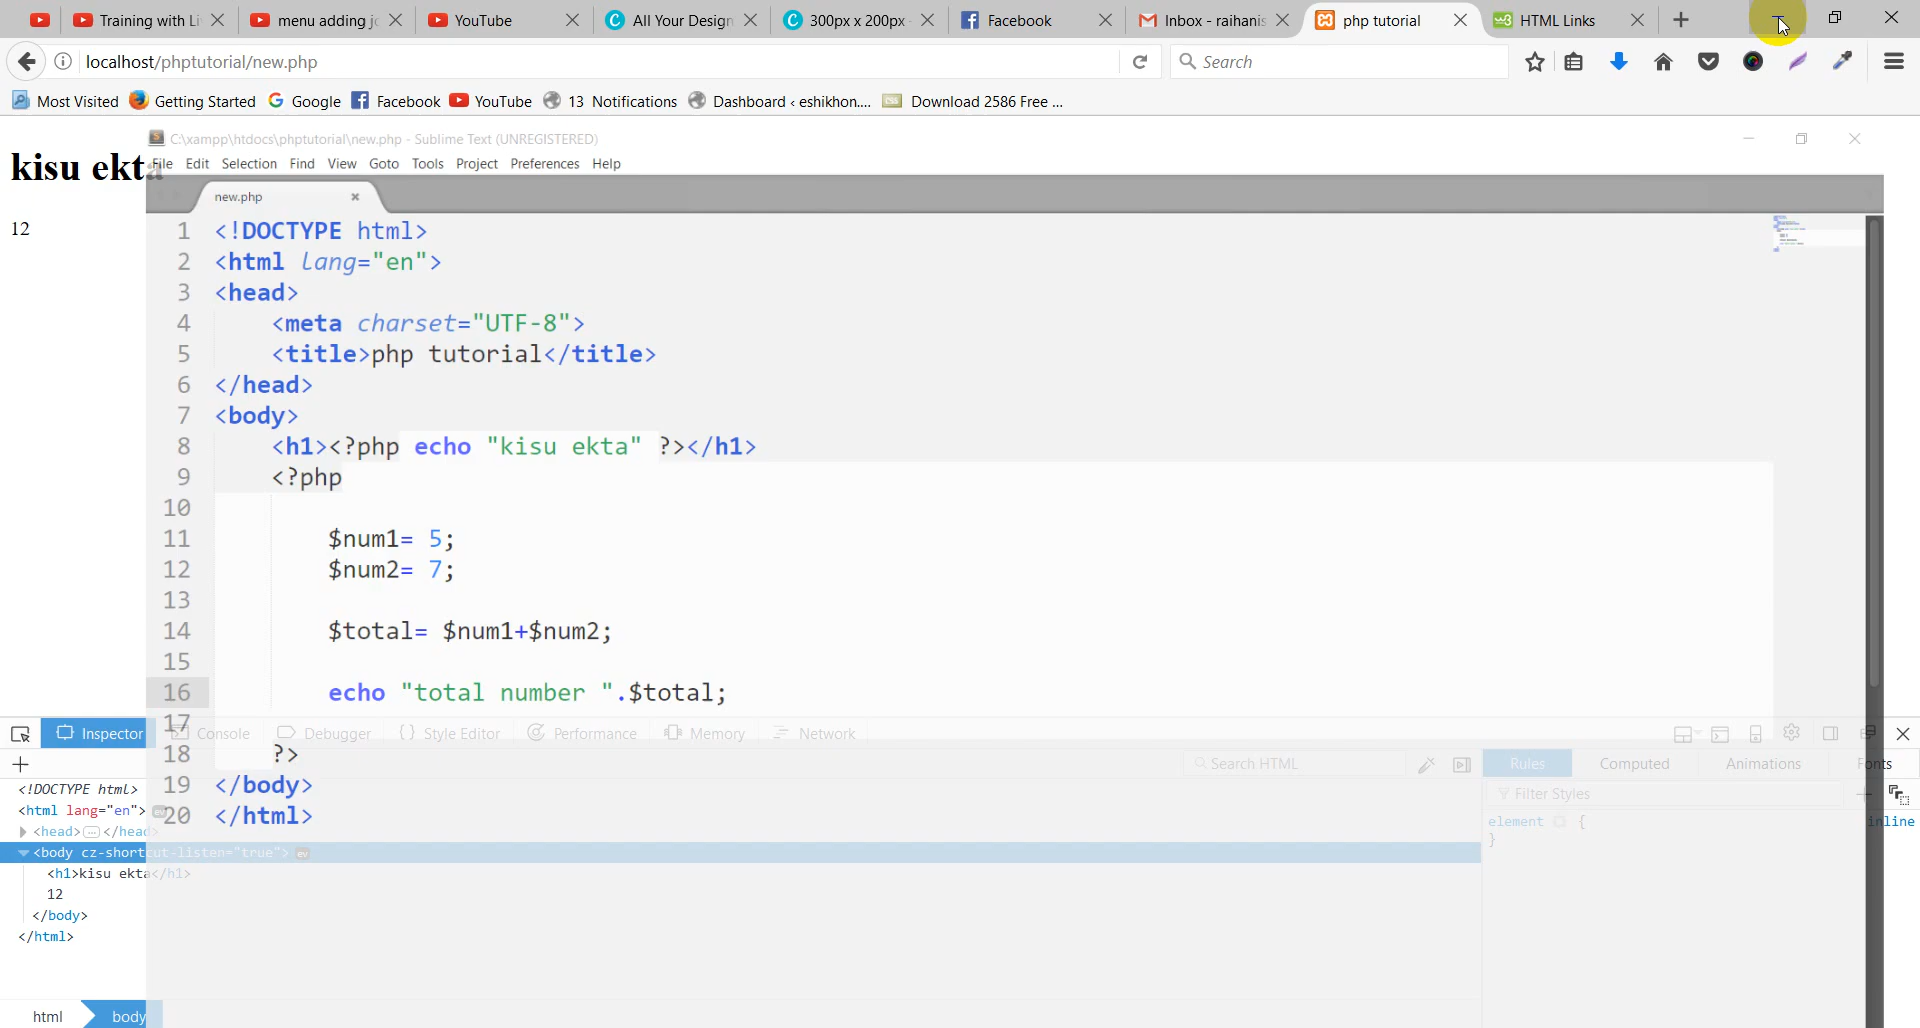 Training with Li
menu adding jo
YouTube
All Your Design
300px x 200px
Facebook
Inbox - raihanis
php tutorial
HTML Links
localhost/phptutorial/new.php
Search
Most Visited
Getting Started
Google
Facebook
YouTube
13 Notifications
Dashboard ‹ eshikhon....
Download 2586 Free ...
C:\xampp\htdocs\phptutorial\new.php - Sublime Text (UNREGISTERED)
kisu ekta
File Edit Selection Find View Goto Tools Project Preferences Help
new.php
12
1 <!DOCTYPE html>
2 <html lang="en">
3 <head>
4 <meta charset="UTF-8">
5 <title>php tutorial</title>
6 </head>
7 <body>
8 <h1><?php echo "kisu ekta" ?></h1>
9 <?php
10
11 $num1= 5;
12 $num2= 7;
13
14 $total= $num1+$num2;
15
16 echo "total number ".$total;
17
18 ?>
19 </body>
20 </html>
Inspector Console Debugger Style Editor Performance Memory Network
Search HTML
Rules Computed Animations Fonts
Filter Styles
element { inline
}
<!DOCTYPE html>
<html lang="en"> ev
<head> </head>
<body cz-shortcut-listen="true"> ev
<h1>kisu ekta</h1>
12
</body>
</html>
html body